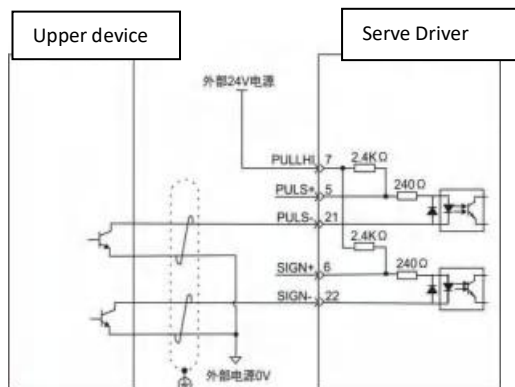 Upper device
Serve Driver
外部24V电源
PULLHI 7
2.4KΩ
PULS+ 5
240Ω
PULS- 21
2.4KΩ
SIGN+ 6
240Ω
SIGN- 22
外部电源0V